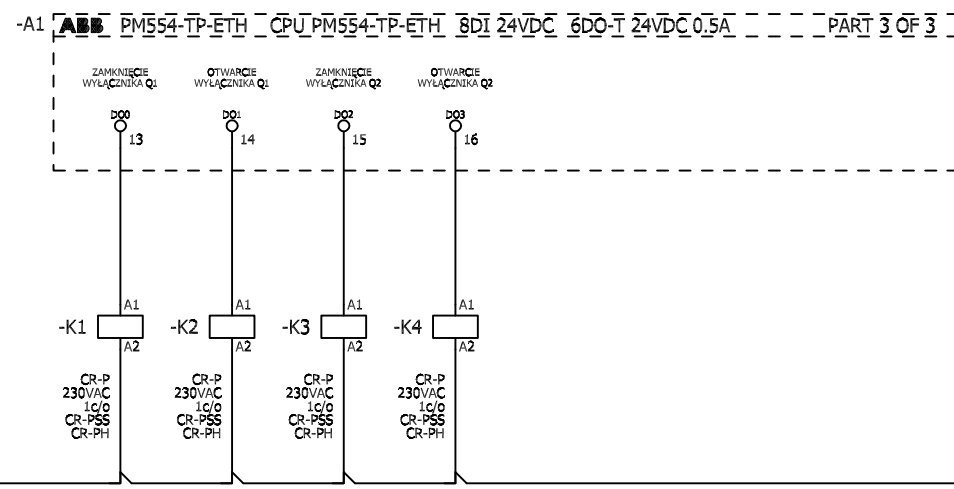 -A1 ABB PM554-TP-ETH CPU PM554-TP-ETH 8DI 24VDC 6DO-T 24VDC 0.5A PART 3 OF 3
ZAMKNIĘCIE OTWARCIE ZAMKNIĘCIE OTWARCIE
WYŁĄCZNIKA Q1 WYŁĄCZNIKA Q1 WYŁĄCZNIKA Q2 WYŁĄCZNIKA Q2
DO0 DO1 DO2 DO3
13 14 15 16
A1 A1 A1 A1
-K1 -K2 -K3 -K4
A2 A2 A2 A2
CR-P CR-P CR-P CR-P
230VAC 230VAC 230VAC 230VAC
1c/o 1c/o 1c/o 1c/o
CR-PSS CR-PSS CR-PSS CR-PSS
CR-PH CR-PH CR-PH CR-PH